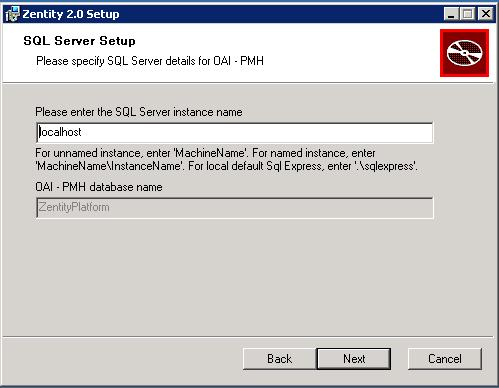 Zentity 2.0 Setup
SQL Server Setup
Please specify SQL Server details for OAI - PMH
Please enter the SQL Server instance name
localhost
For unnamed instance, enter 'MachineName'. For named instance, enter
'MachineName\InstanceName'. For local default Sql Express, enter '.\sqlexpress'.
OAI - PMH database name
ZentityPlatform
Back Next Cancel